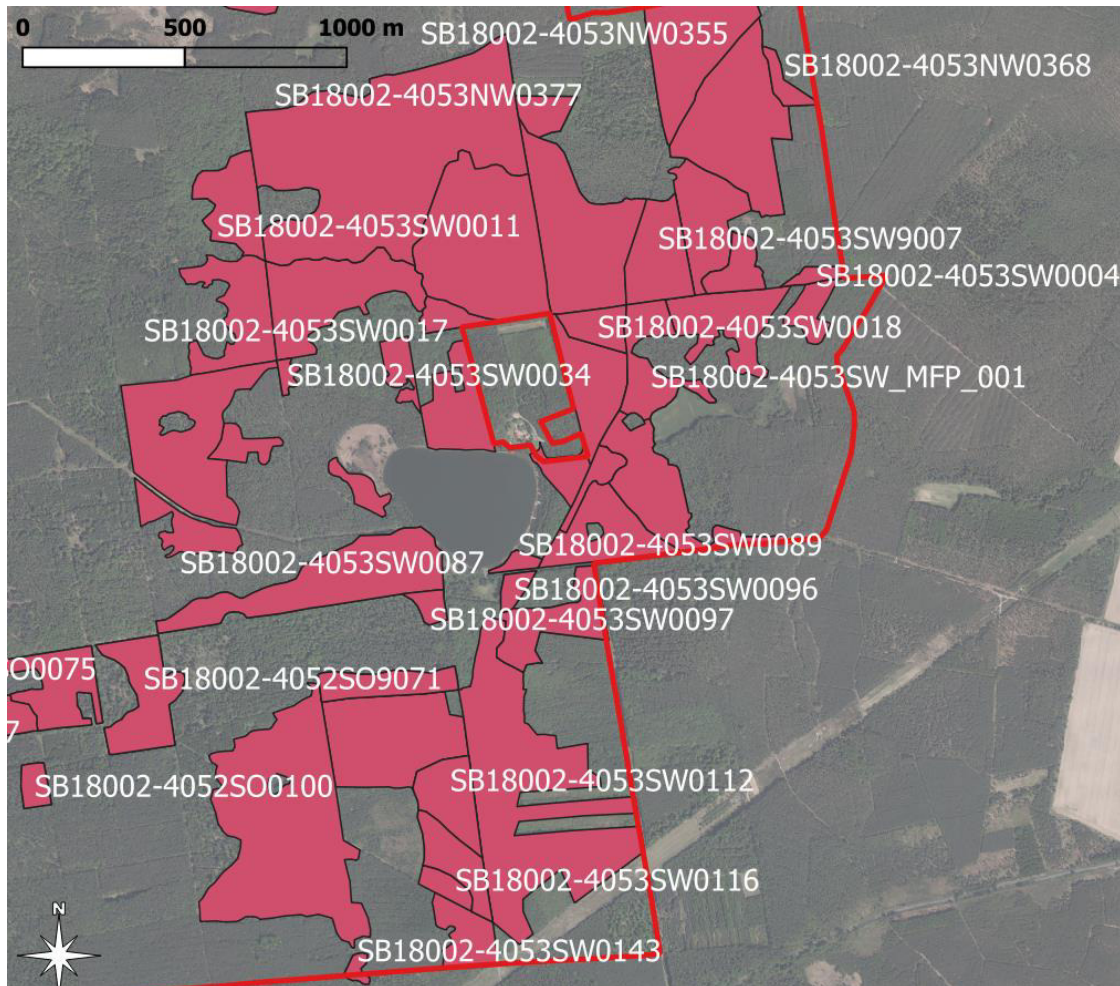 0 500 1000 m
SB18002-4053NW0355
SB18002-4053NW0368
SB18002-4053NW0377
SB18002-4053SW0011
SB18002-4053SW9007
SB18002-4053SW0004
SB18002-4053SW0017
SB18002-4053SW0018
SB18002-4053SW0034
SB18002-4053SW_MFP_001
SB18002-4053SW0089
SB18002-4053SW0087
SB18002-4053SW0096
SB18002-4053SW0097
SO0075
SB18002-4052SO9071
7
SB18002-4053SW0112
SB18002-4052SO0100
SB18002-4053SW0116
SB18002-4053SW0143
N